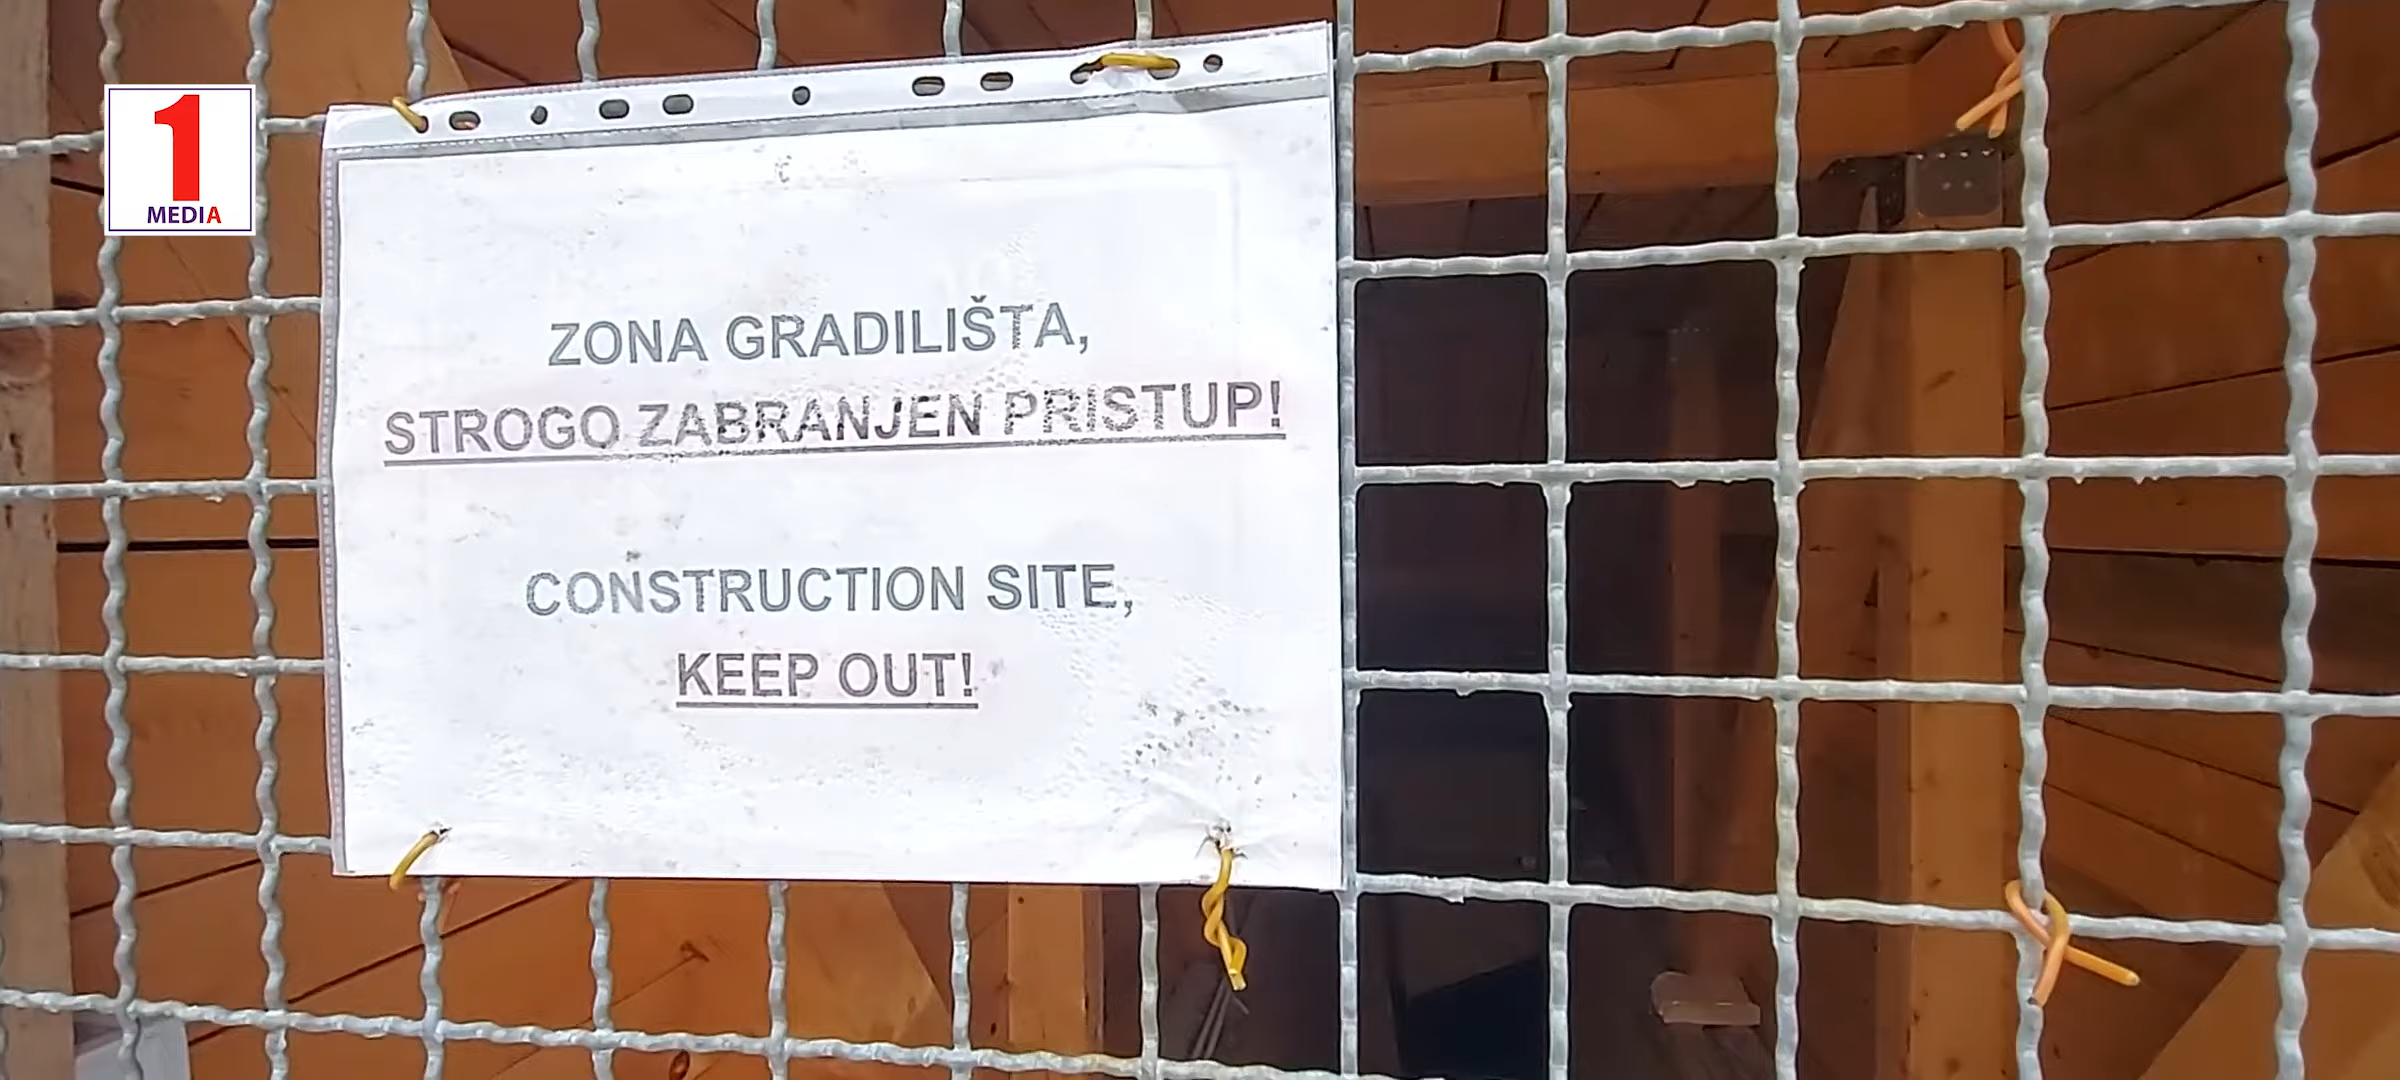 1
MEDIA
ZONA GRADILIŠTA,
STROGO ZABRANJEN PRISTUP!
CONSTRUCTION SITE,
KEEP OUT!